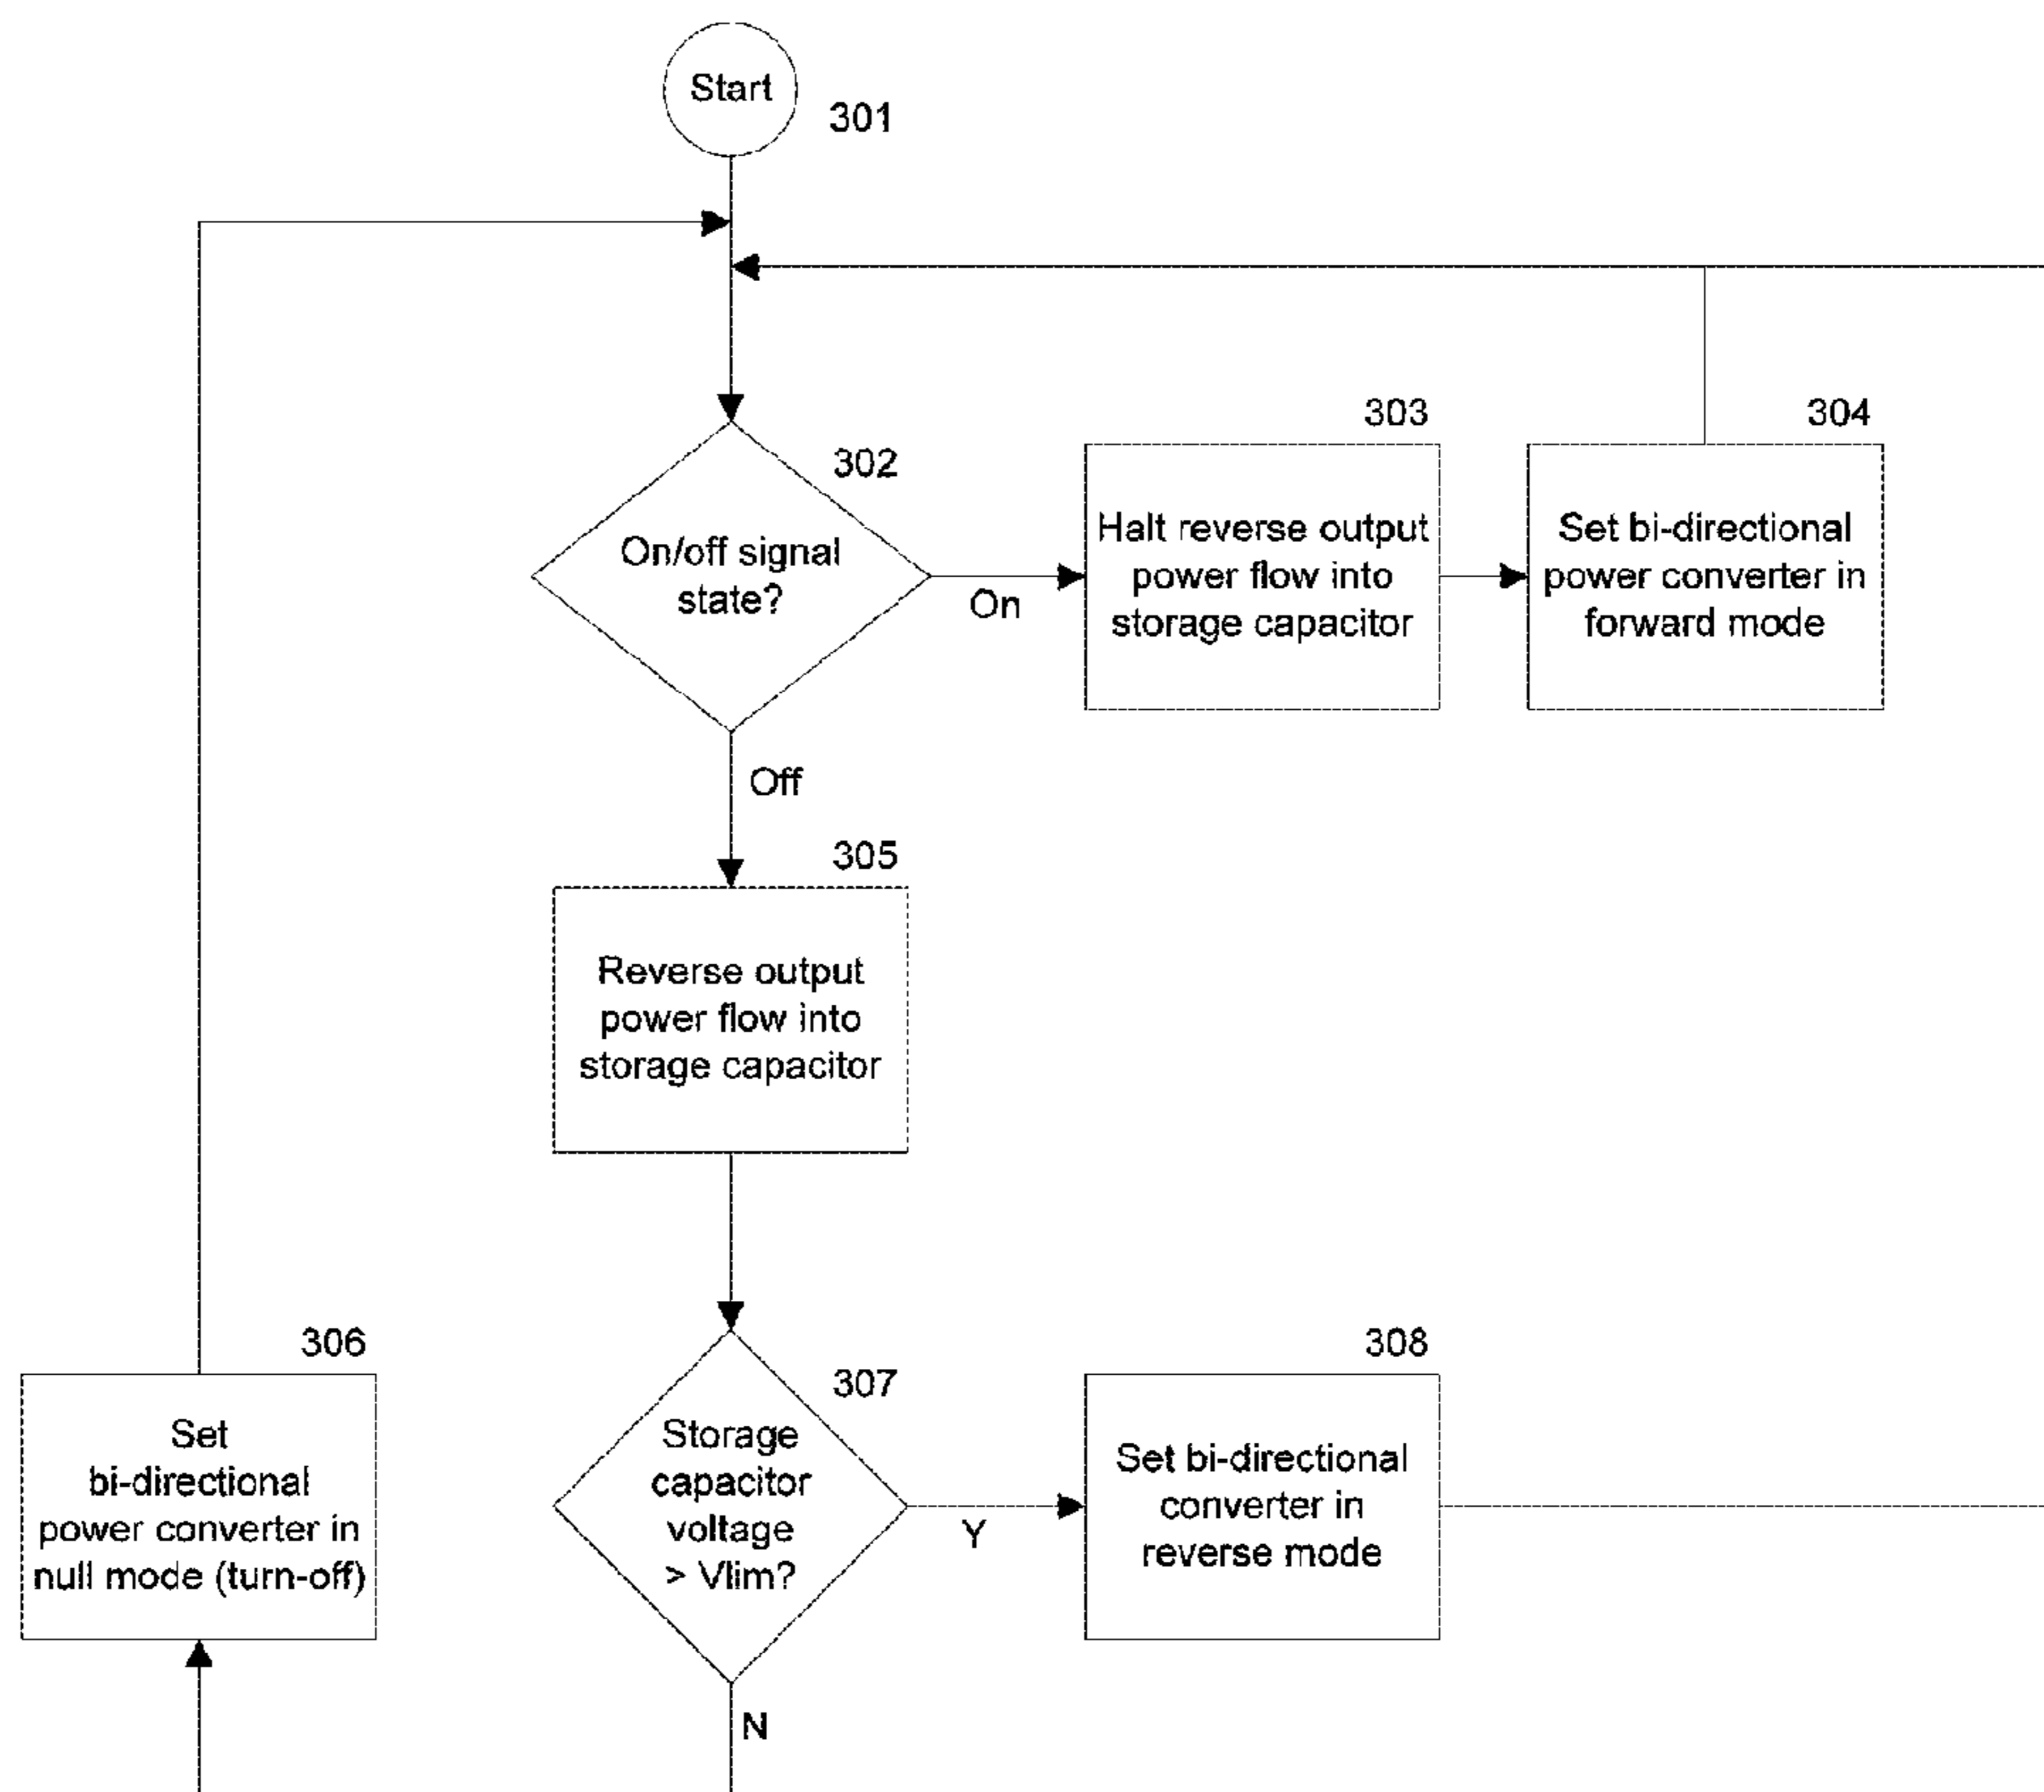 Start
301
302
On/off signal
state?
On
303
Halt reverse output
power flow into
storage capacitor
304
Set bi-directional
power converter in
forward mode
Off
305
Reverse output
power flow into
storage capacitor
306
Set
bi-directional
power converter in
null mode (turn-off)
307
Storage
capacitor
voltage
> Vlim?
Y
308
Set bi-directional
converter in
reverse mode
N